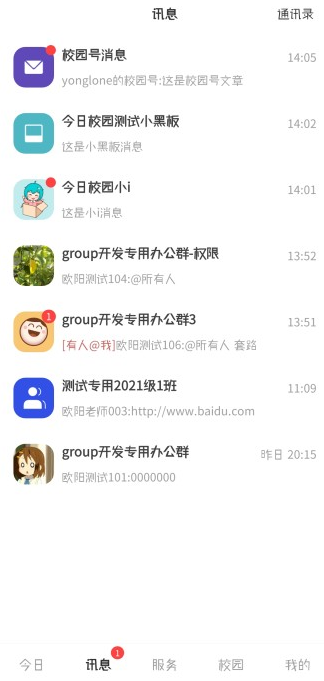 讯息
通讯录
校园号消息
14:05
yonglone的校园号:这是校园号文章
今日校园测试小黑板
14:02
这是小黑板消息
今日校园小i
14:01
这是小i消息
group开发专用办公群-权限
13:52
欧阳测试104:@所有人
1
group开发专用办公群3
13:51
[有人@我]欧阳测试106:@所有人 套路
测试专用2021级1班
11:09
欧阳老师003:http://www.baidu.com
group开发专用办公群
昨日 20:15
欧阳测试101:0000000
今日
讯息
1
服务
校园
我的